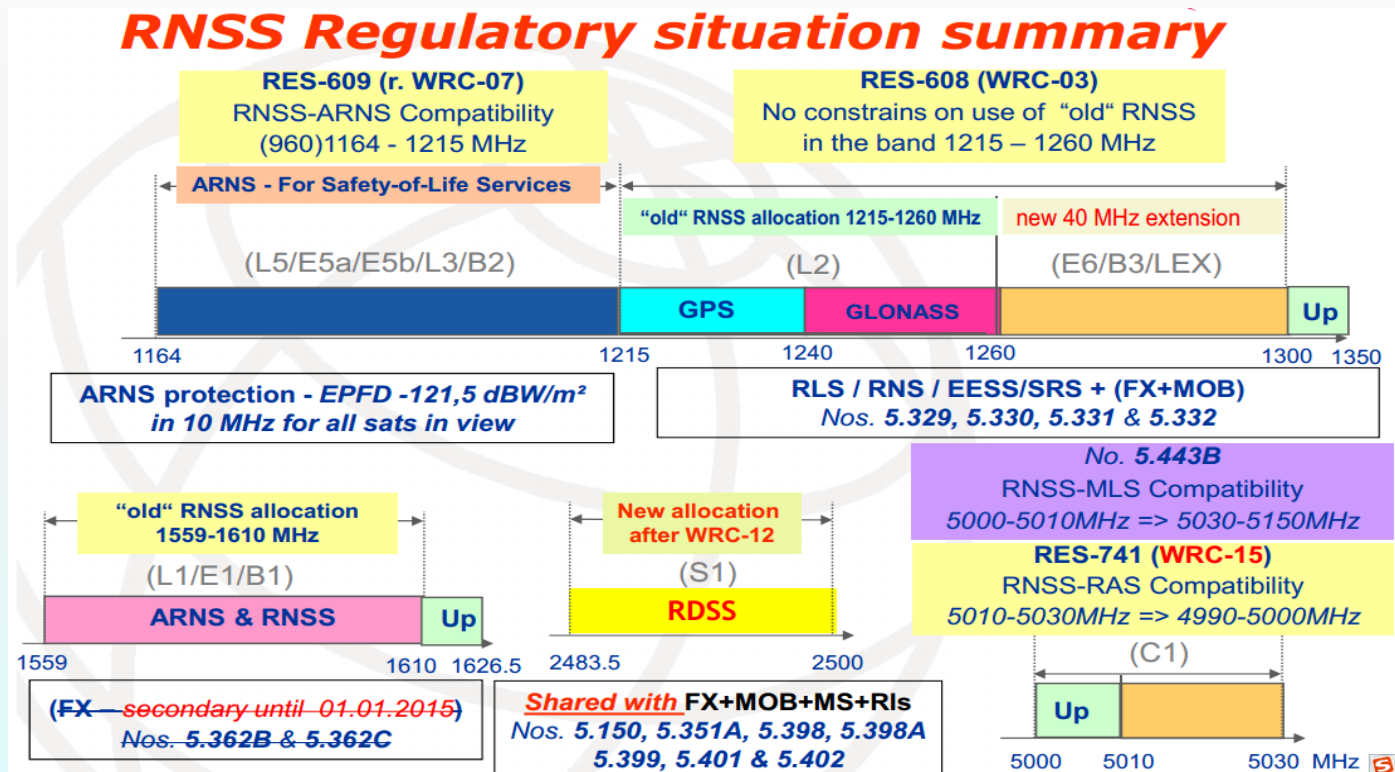 RNSS Regulatory situation summary
RES-609 (r. WRC-07)
RNSS-ARNS Compatibility
(960)1164 - 1215 MHz
RES-608 (WRC-03)
No constrains on use of "old" RNSS
in the band 1215 – 1260 MHz
ARNS - For Safety-of-Life Services
"old" RNSS allocation 1215-1260 MHz
new 40 MHz extension
(L5/E5a/E5b/L3/B2)
(L2)
(E6/B3/LEX)
GPS
GLONASS
Up
1164
1215
1240
1260
1300
1350
ARNS protection - EPFD -121,5 dBW/m²
in 10 MHz for all sats in view
RLS / RNS / EESS/SRS + (FX+MOB)
Nos. 5.329, 5.330, 5.331 & 5.332
No. 5.443B
RNSS-MLS Compatibility
5000-5010MHz => 5030-5150MHz
"old" RNSS allocation
1559-1610 MHz
New allocation
after WRC-12
RES-741 (WRC-15)
RNSS-RAS Compatibility
5010-5030MHz => 4990-5000MHz
(L1/E1/B1)
(S1)
ARNS & RNSS
Up
RDSS
(C1)
1559
1610
1626.5
2483.5
2500
(FX – secondary until 01.01.2015)
Nos. 5.362B & 5.362C
Shared with FX+MOB+MS+Rls
Nos. 5.150, 5.351A, 5.398, 5.398A
5.399, 5.401 & 5.402
Up
5000
5010
5030 MHz
S